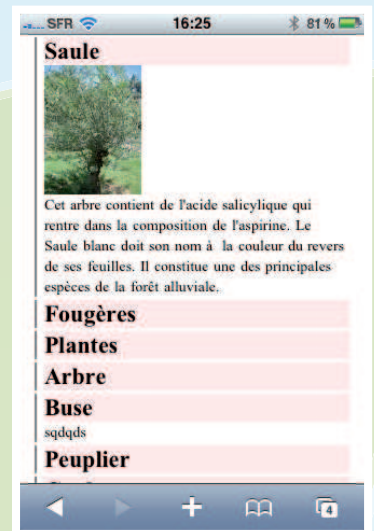 SFR 16:25 81 %
Saule
Cet arbre contient de l'acide salicylique qui
rentre dans la composition de l'aspirine. Le
Saule blanc doit son nom à la couleur du revers
de ses feuilles. Il constitue une des principales
espèces de la forêt alluviale.
Fougères
Plantes
Arbre
Buse
sqdqds
Peuplier
4